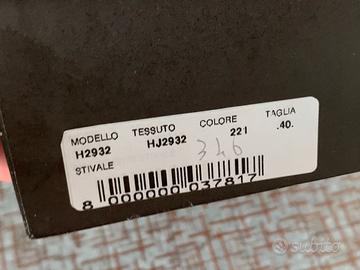 MODELLO TESSUTO COLORE TAGLIA
H2932 HJ2932 221 .40.
STIVALE 346
8 000000 037817
subito